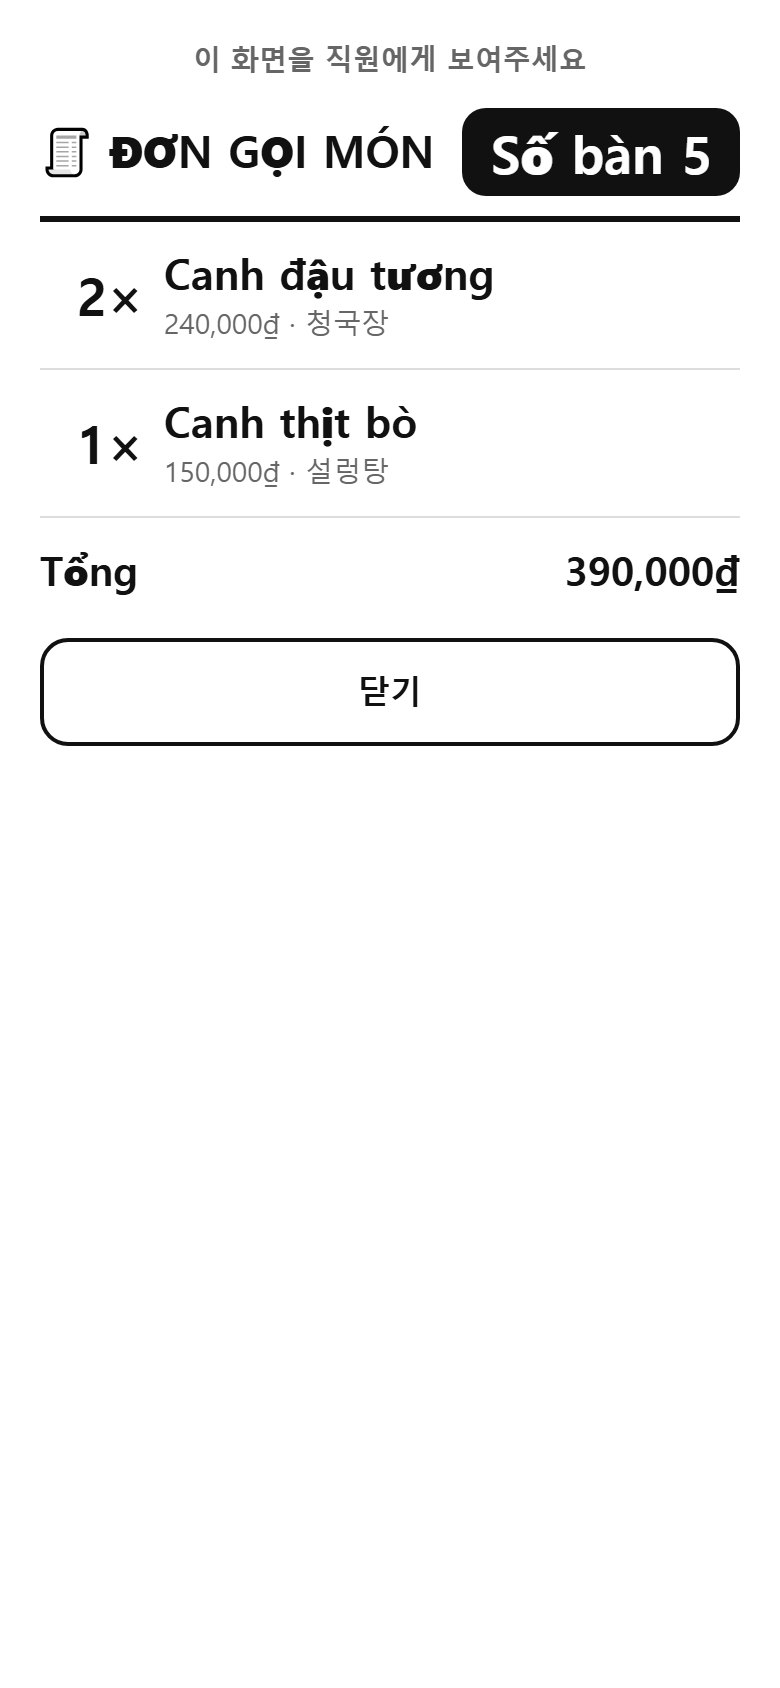 이 화면을 직원에게 보여주세요
ĐƠN GỌI MÓN
Số bàn 5
2× Canh đậu tương
240,000₫ · 청국장
1× Canh thịt bò
150,000₫ · 설렁탕
Tổng 390,000₫
닫기